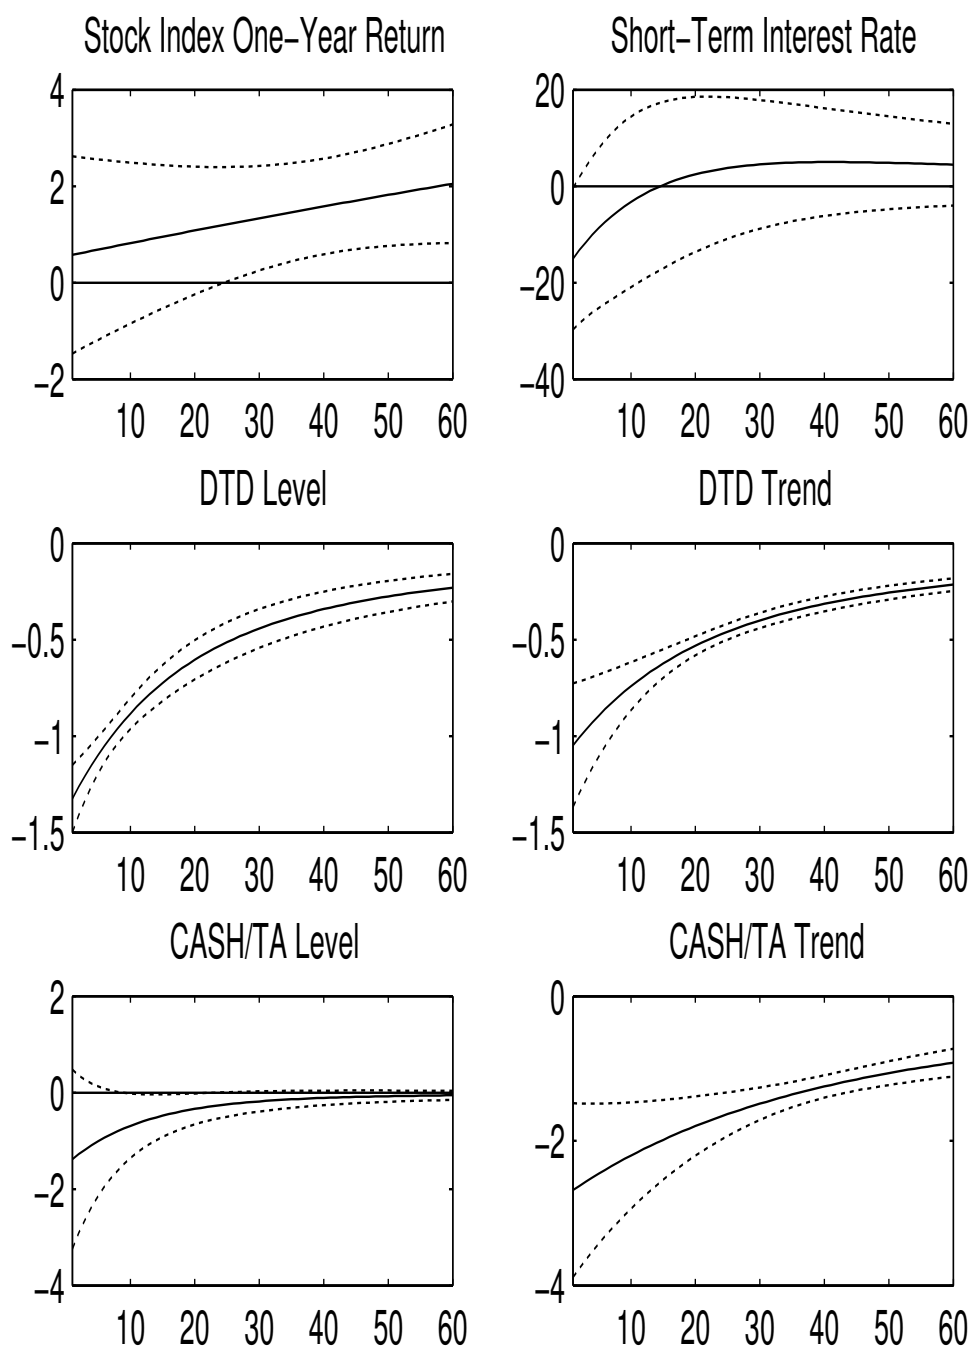 Stock Index One–Year Return
4
2
0
–2
10 20 30 40 50 60
Short–Term Interest Rate
20
0
–20
–40
10 20 30 40 50 60
DTD Level
0
–0.5
–1
–1.5
10 20 30 40 50 60
DTD Trend
0
–0.5
–1
–1.5
10 20 30 40 50 60
CASH/TA Level
2
0
–2
–4
10 20 30 40 50 60
CASH/TA Trend
0
–2
–4
10 20 30 40 50 60